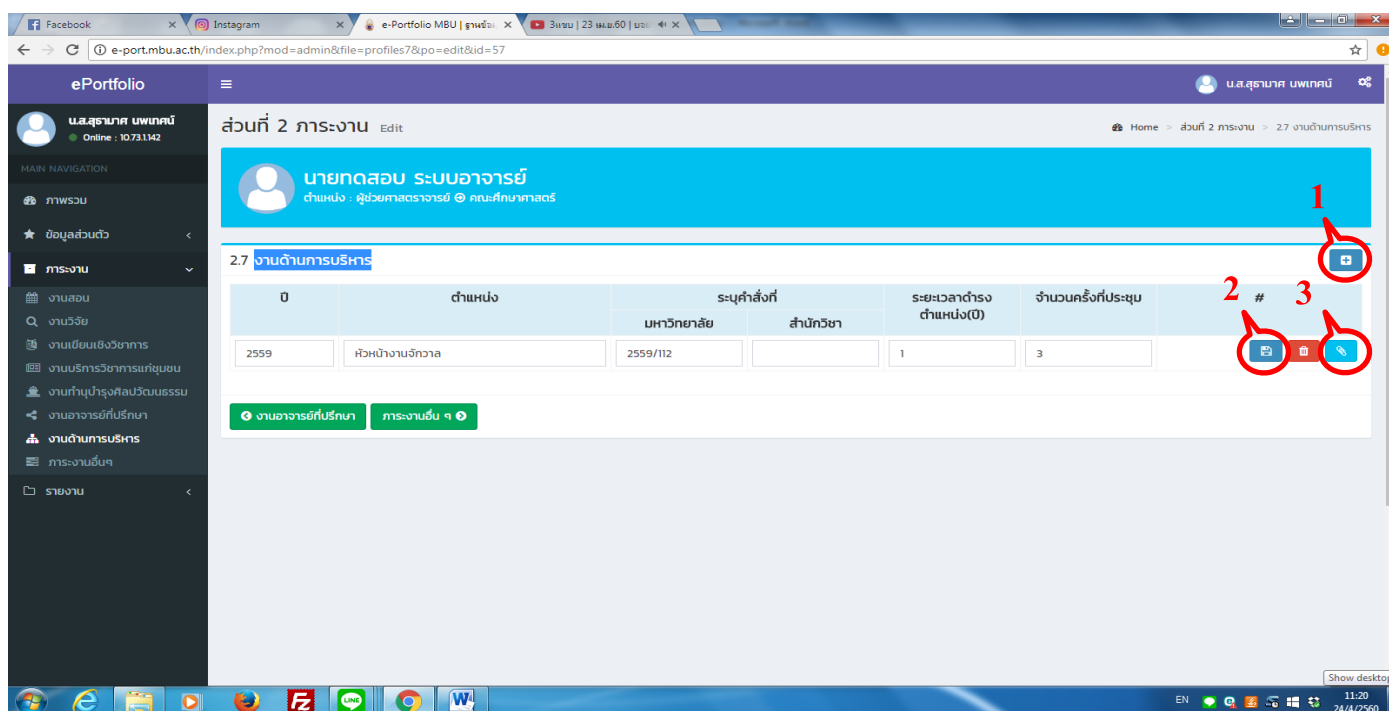 Facebook
Instagram
e-Portfolio MBU | ฐานข้อ
3แซบ | 23 เม.ย.60 |
e-port.mbu.ac.th/index.php?mod=admin&file=profiles7&po=edit&id=57
ePortfolio
น.ส.สุธามาศ นพเทศน์
น.ส.สุธามาศ นพเทศน์
Online : 10.73.1.142
ส่วนที่ 2 ภาระงาน Edit
Home > ส่วนที่ 2 ภาระงาน > 2.7 งานด้านการบริหาร
MAIN NAVIGATION
ภาพรวม
ข้อมูลส่วนตัว
ภาระงาน
งานสอน
งานวิจัย
งานเขียนเชิงวิชาการ
งานบริการวิชาการแก่ชุมชน
งานทำนุบำรุงศิลปวัฒนธรรม
งานอาจารย์ที่ปรึกษา
งานด้านการบริหาร
ภาระงานอื่นๆ
รายงาน
นายทดสอบ ระบบอาจารย์
ตำแหน่ง : ผู้ช่วยศาสตราจารย์ คณะศึกษาศาสตร์
1
2.7 งานด้านการบริหาร
ปี ตำแหน่ง ระบุคำสั่งที่ ระยะเวลาดำรงตำแหน่ง(ปี) จำนวนครั้งที่ประชุม 2 # 3
มหาวิทยาลัย สำนักวิชา
2559 หัวหน้างานจักวาล 2559/112 1 3
งานอาจารย์ที่ปรึกษา ภาระงานอื่น ๆ
Show desktop
LINE
EN
11:20
24/4/2560